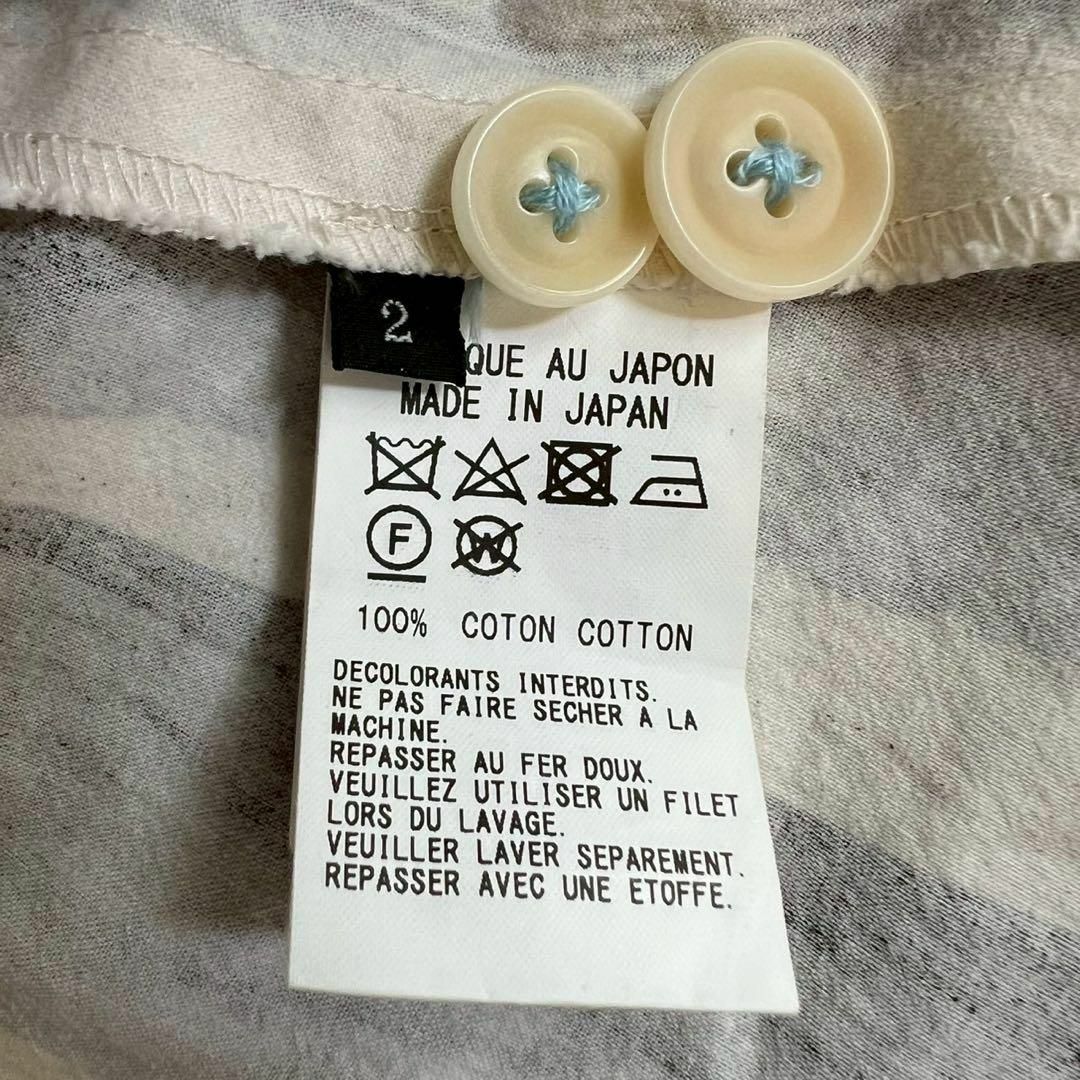 2
QUE AU JAPON
MADE IN JAPAN
F
W
100% COTON COTTON
DECOLORANTS INTERDITS.
NE PAS FAIRE SECHER A LA
MACHINE.
REPASSER AU FER DOUX.
VEUILLEZ UTILISER UN FILET
LORS DU LAVAGE.
VEUILLER LAVER SEPAREMENT.
REPASSER AVEC UNE ETOFFE.